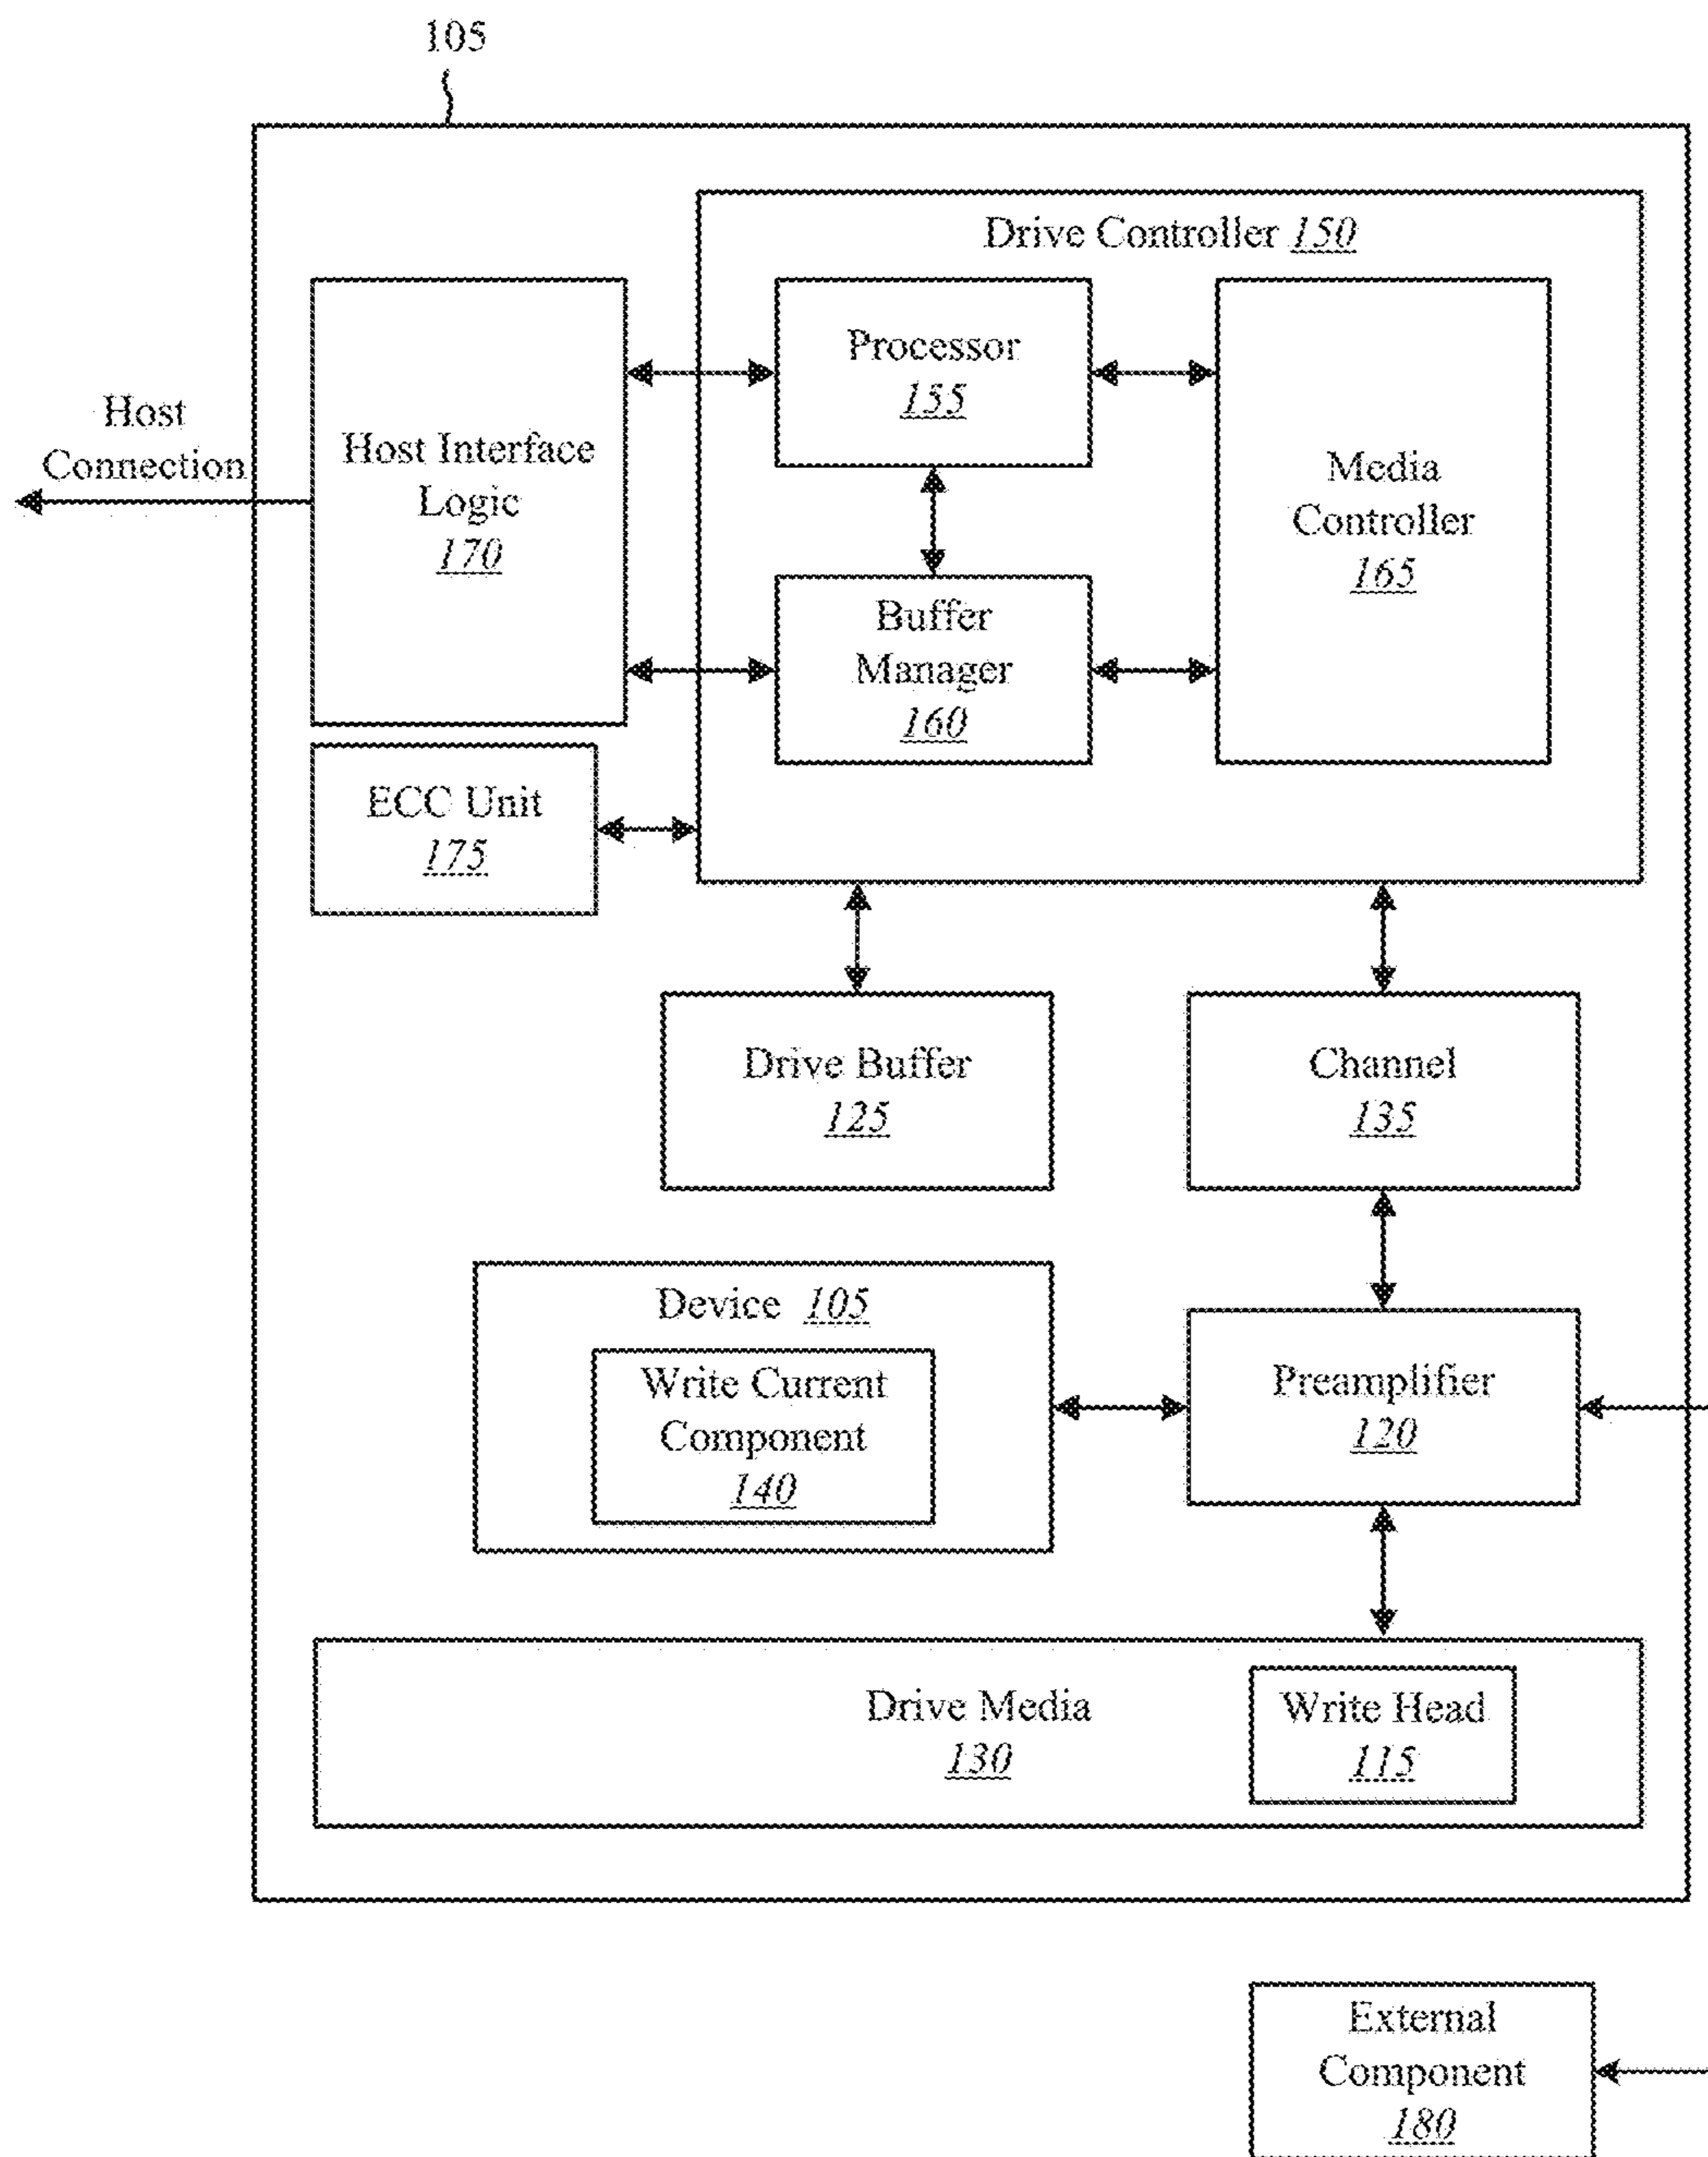 105
Drive Controller 150
Processor
155
Host
Connection
Host Interface
Logic
170
Media
Controller
165
Buffer
Manager
160
ECC Unit
175
Drive Buffer
125
Channel
135
Device 105
Write Current
Component
140
Preamplifier
120
Drive Media
130
Write Head
115
External
Component
180